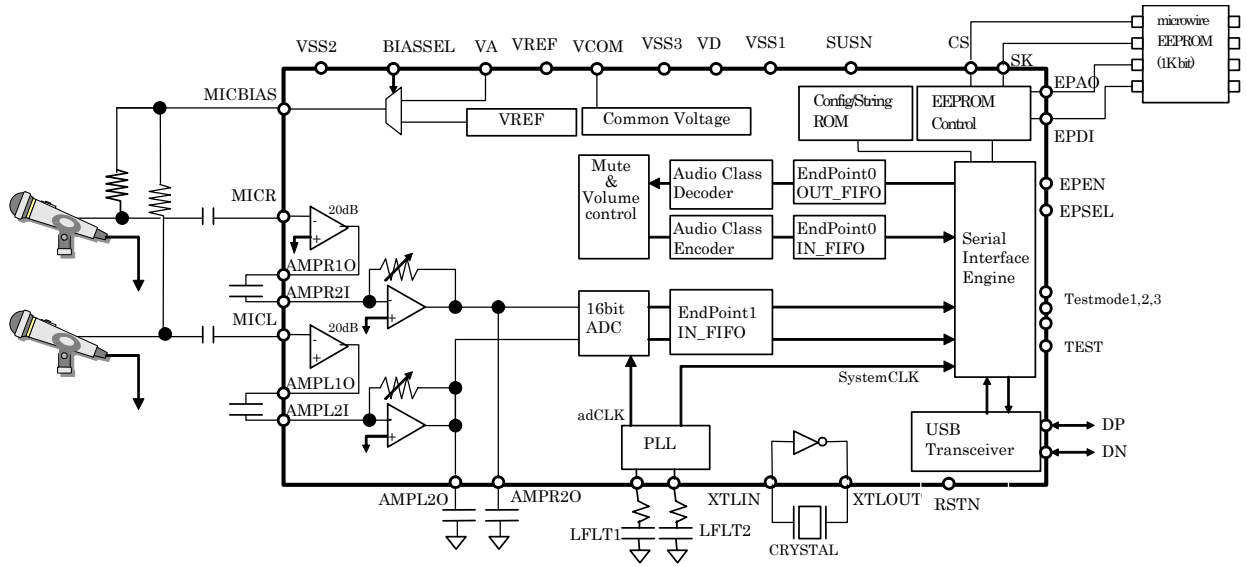 microwire
EEPROM
(1K bit)
VSS2
BIASSEL
VA
VREF
VCOM
VSS3
VD
VSS1
SUSN
CS
SK
EPAO
EPDI
MICBIAS
VREF
Common Voltage
Config/String
ROM
EEPROM
Control
Mute
&
Volume
control
Audio Class
Decoder
EndPoint0
OUT_FIFO
Audio Class
Encoder
EndPoint0
IN_FIFO
Serial
Interface
Engine
EPEN
EPSEL
MICR
20dB
-
+
AMPR1O
AMPR2I
-
+
MICL
20dB
-
+
AMPL1O
AMPL2I
-
+
16bit
ADC
EndPoint1
IN_FIFO
Testmode1,2,3
TEST
SystemCLK
adCLK
PLL
USB
Transceiver
DP
DN
AMPL2O
AMPR2O
XTLIN
XTLOUT
RSTN
LFLT1
LFLT2
CRYSTAL